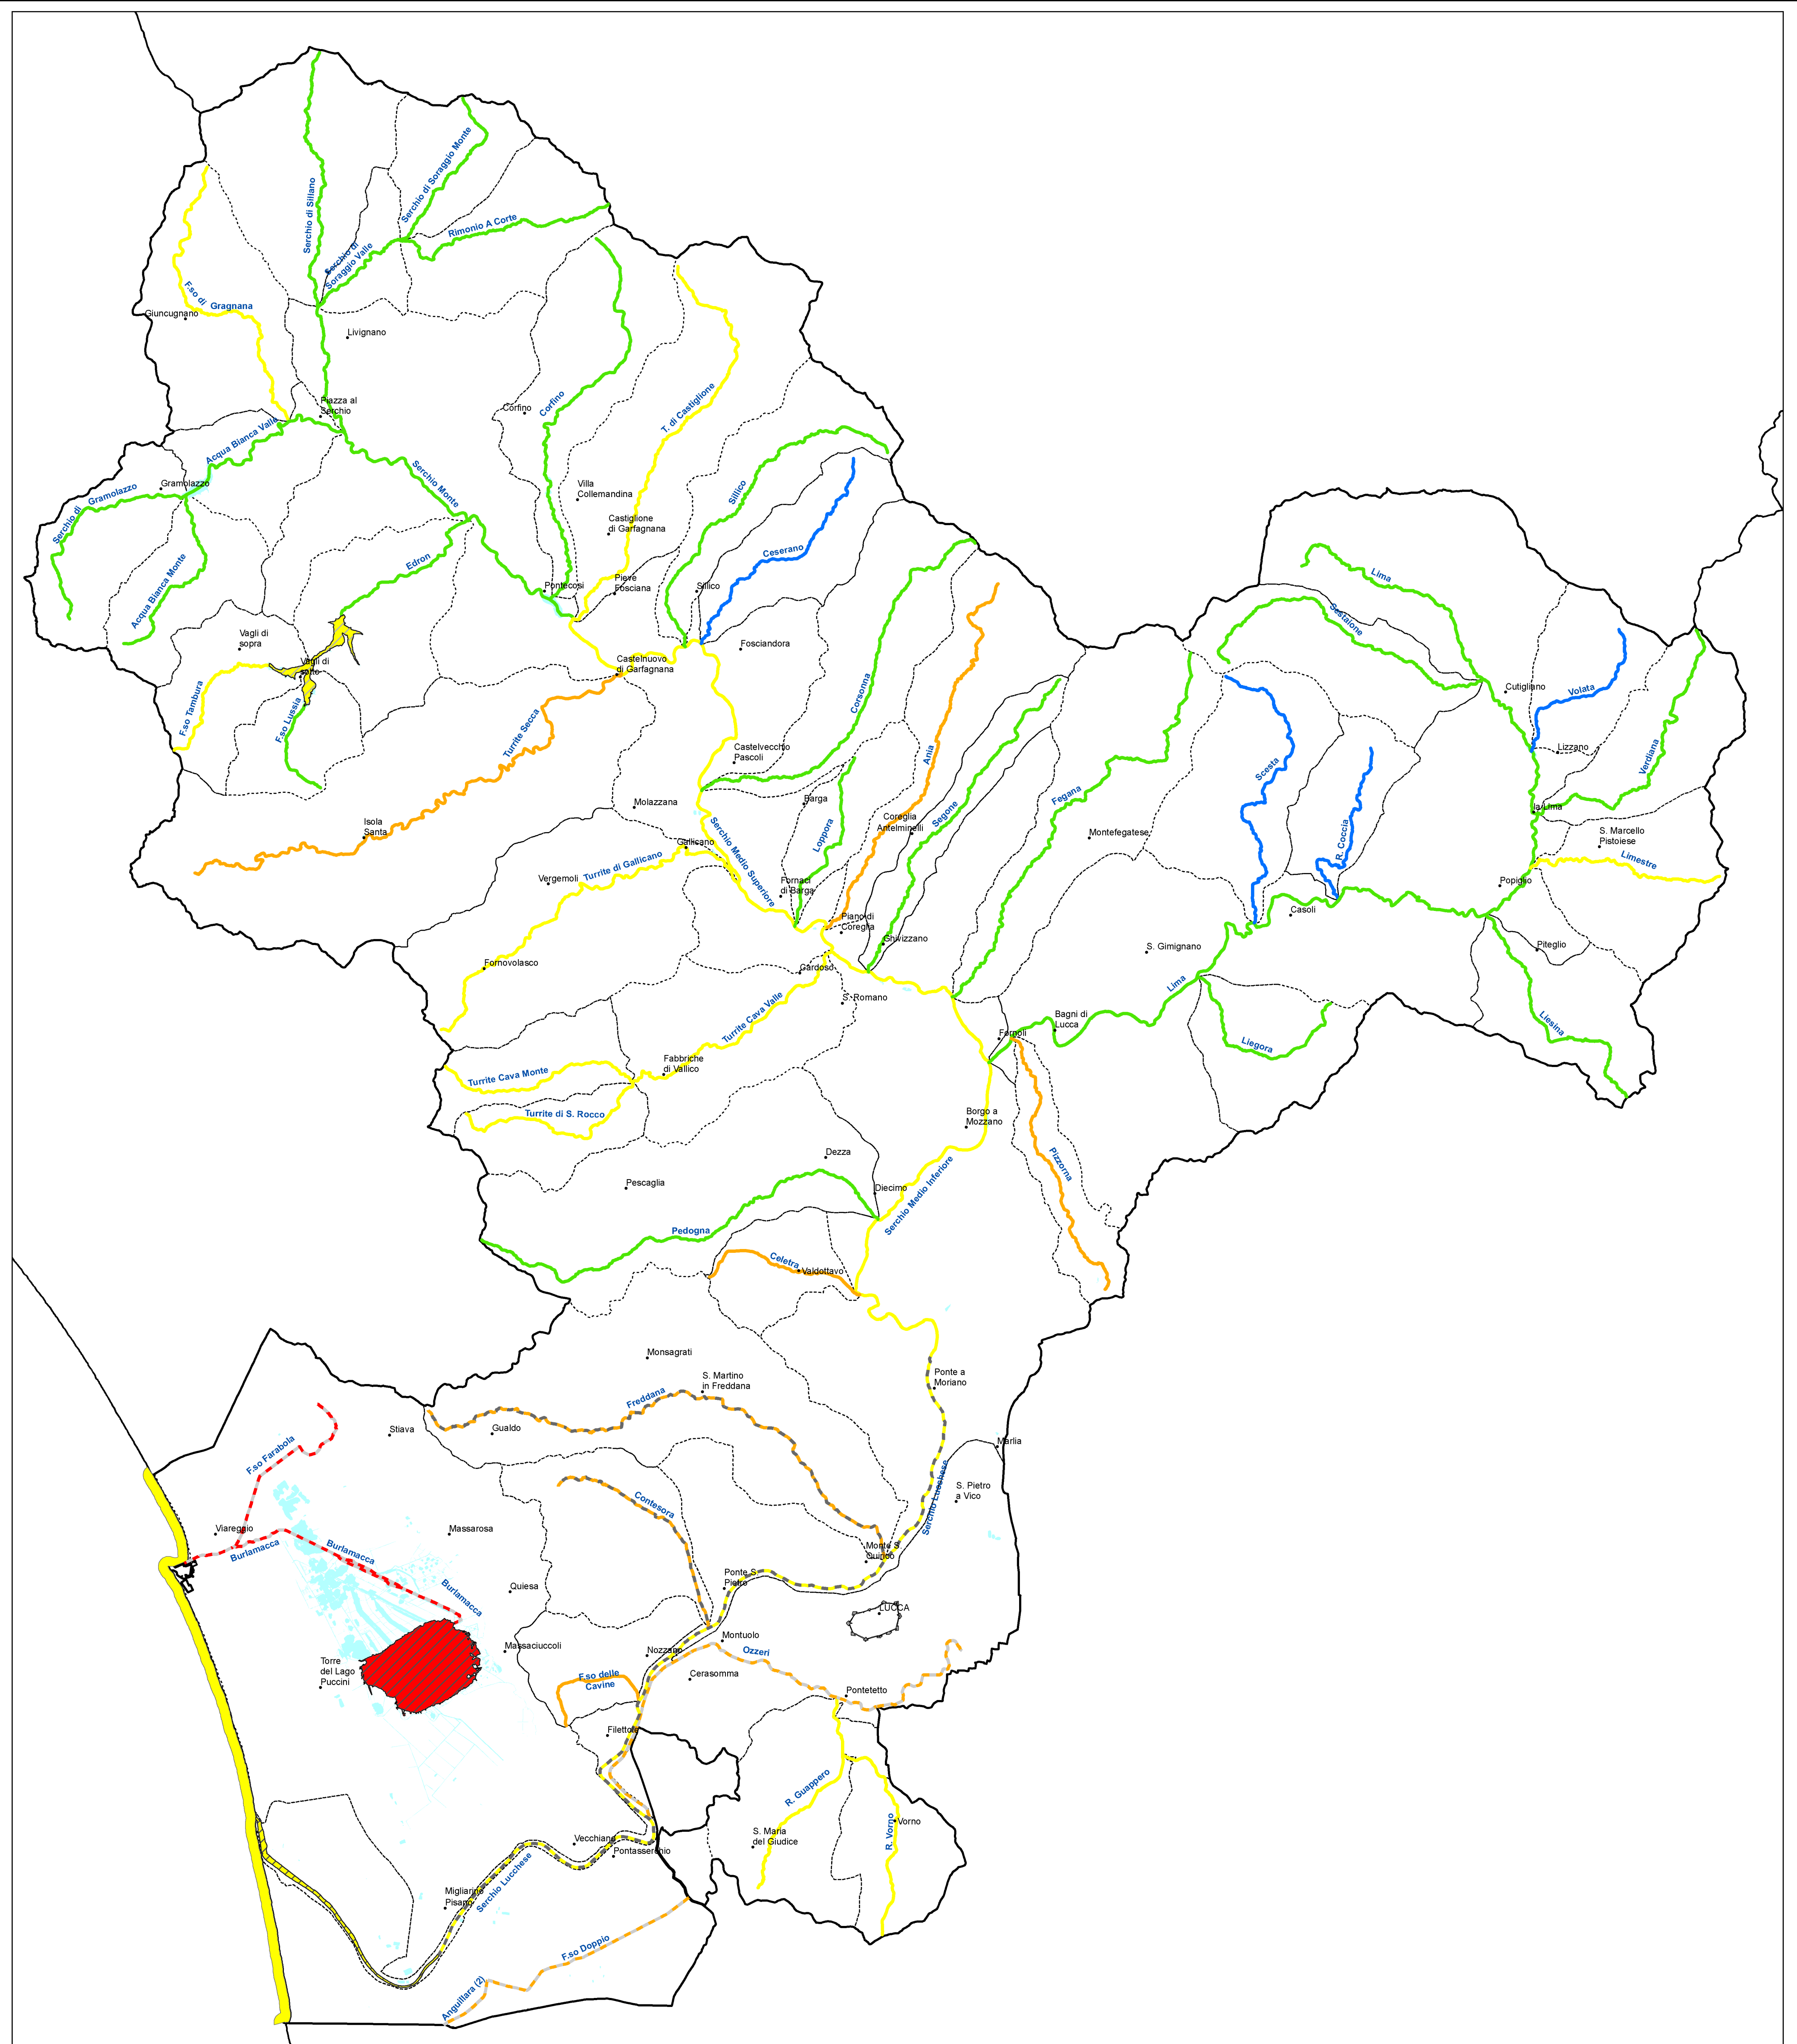 Serchio di Sillano
Serchio di Soraggio Monte
Serchio di
Soraggio Valle
Rimonio A Corte
F.so di Gragnana
Giuncugnano
Livignano
Piazza al
Serchio
Corfino
Corfino
T. di Castiglione
Acqua Bianca Valle
Gramolazzo
Serchio di Gramolazzo
Acqua Bianca Monte
Serchio Monte
Edron
Villa
Collemandina
Castiglione
di Garfagnana
Sillico
Ceserano
Pontecosi
Pieve
Fosciana
Sillico
Fosciandora
Vagli di
sopra
Vagli di
sotto
F.so Tambura
F.so Lussia
Castelnuovo
di Garfagnana
Turrite Secca
Isola
Santa
Corsonna
Ania
Castelvecchio
Pascoli
Molazzana
Barga
Loppora
Coreglia
Antelminelli
Segone
Fegana
Montefegatese
Lima
Sestaione
Cutigliano
Volata
Lizzano
Verdiana
Scesta
R. Coccia
la Lima
S. Marcello
Pistoiese
Limestre
Popiglio
Casoli
Piteglio
S. Gimignano
Lima
Liesina
Liegora
Serchio Medio Superiore
Gallicano
Turrite di Gallicano
Vergemoli
Fornovolasco
Fornaci
di Barga
Piano di
Coreglia
Ghivizzano
Cardoso
S. Romano
Turrite Cava Valle
Fabbriche
di Vallico
Turrite Cava Monte
Turrite di S. Rocco
Fornoli
Bagni di
Lucca
Borgo a
Mozzano
Pizzorna
Dezza
Diecimo
Serchio Medio Inferiore
Pescaglia
Pedogna
Celetra
Valdottavo
Monsagrati
S. Martino
in Freddana
Freddana
Ponte a
Moriano
Stiava
Gualdo
F.so Farabola
Marlia
S. Pietro
a Vico
Serchio Lucchese
Contesora
Viareggio
Burlamacca
Burlamacca
Burlamacca
Massarosa
Monte S.
Quirico
Quiesa
Ponte S.
Pietro
LUCCA
Massaciuccoli
Nozzano
Montuolo
Ozzeri
Cerasomma
Torre
del Lago
Puccini
F.so delle
Cavine
Pontetetto
Filettole
R. Guappero
R. Vorno
Vorno
S. Maria
del Giudice
Vecchiano
Pontasserchio
Serchio Lucchese
Migliarino
Pisano
F.so Doppio
Anguillara (2)